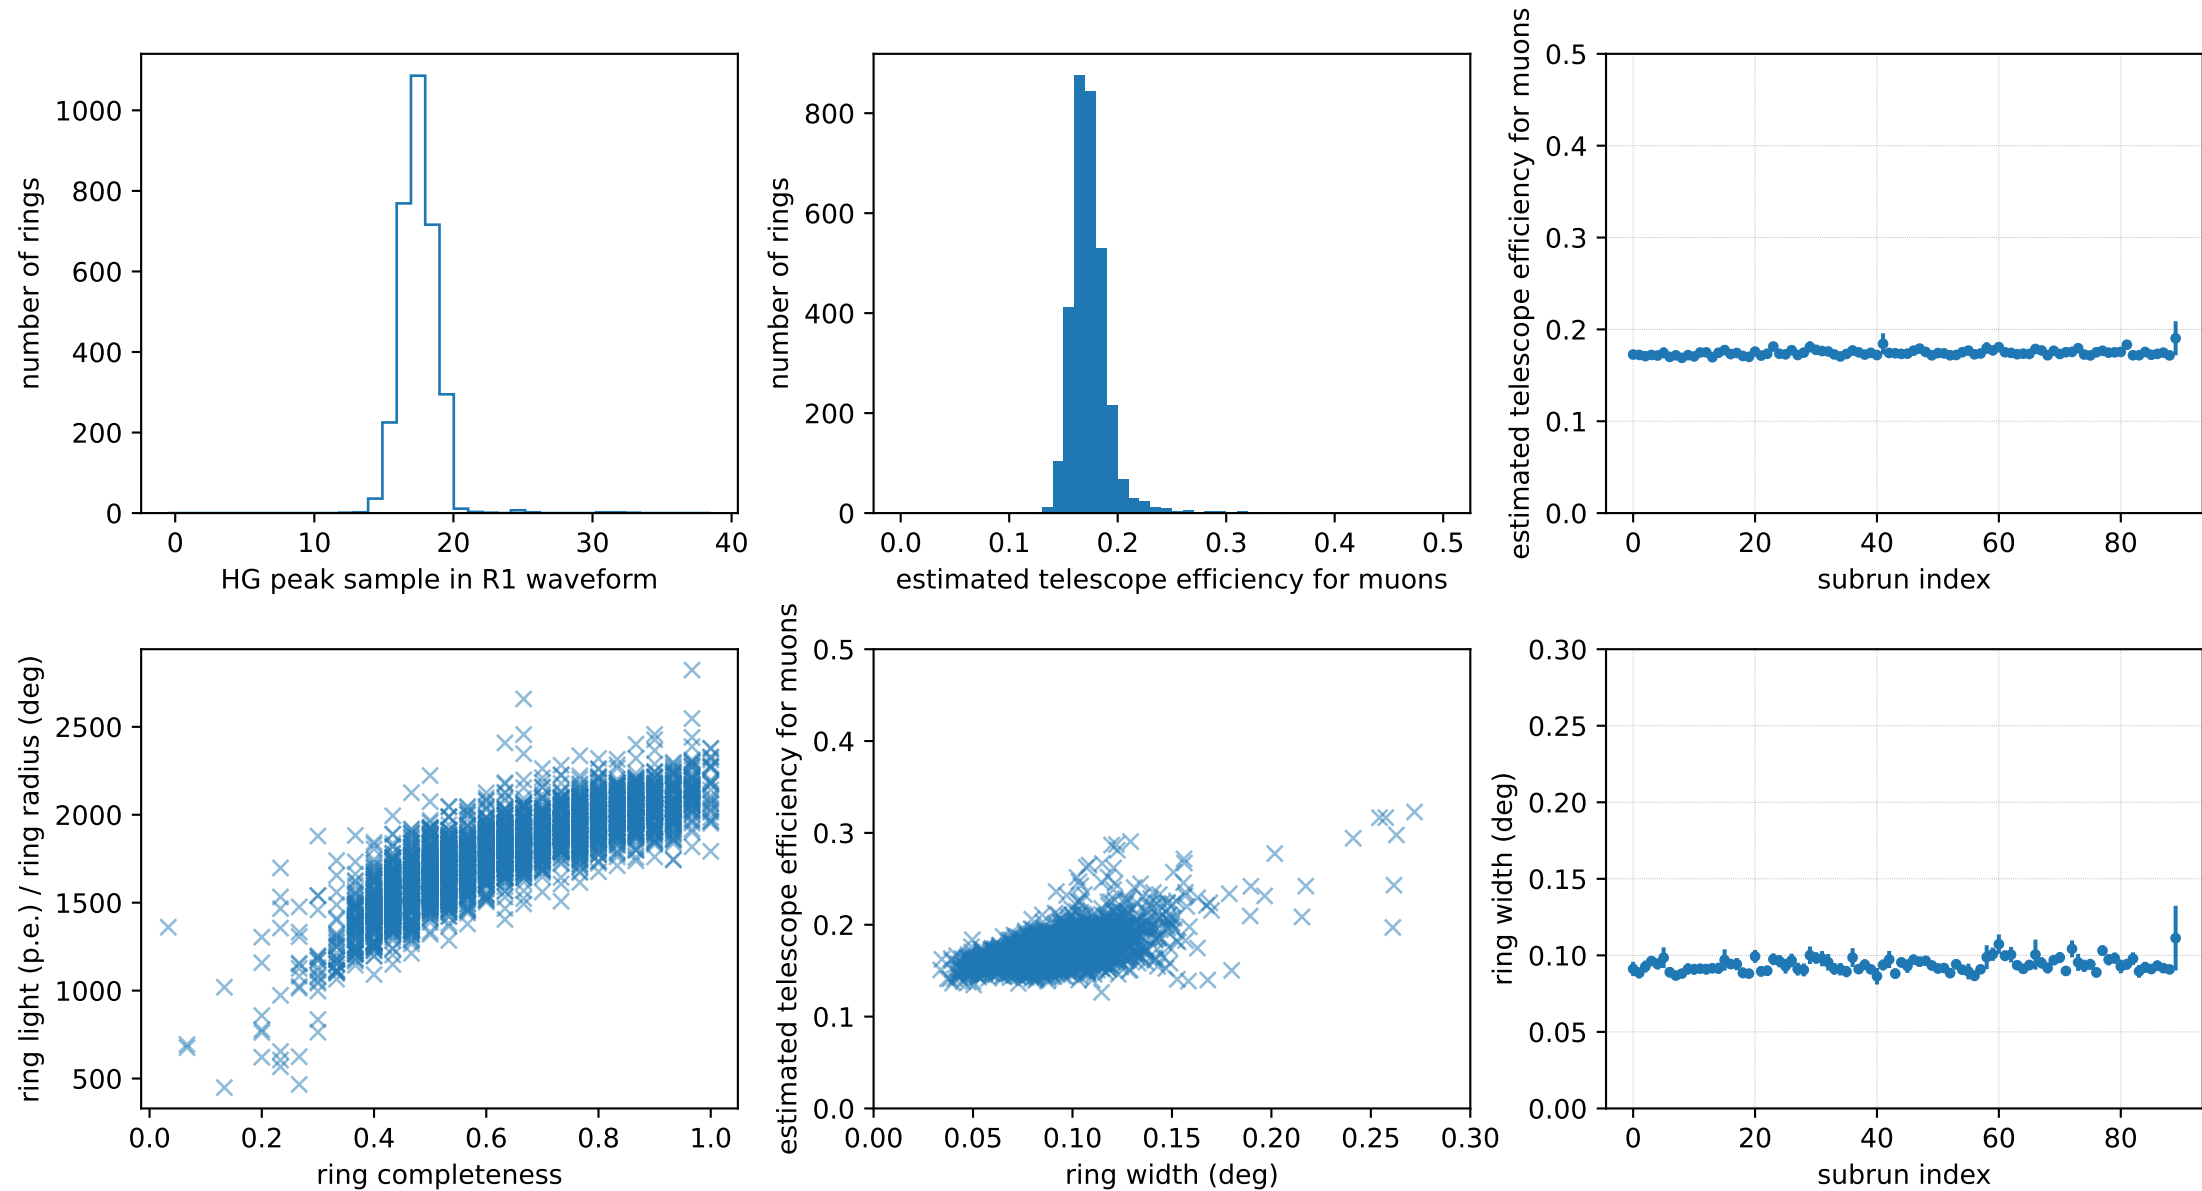 number of rings
1000
800
600
400
200
0
0 10 20 30 40
HG peak sample in R1 waveform
number of rings
800
600
400
200
0
0.0 0.1 0.2 0.3 0.4 0.5
estimated telescope efficiency for muons
estimated telescope efficiency for muons
0.5
0.4
0.3
0.2
0.1
0.0
0 20 40 60 80
subrun index
ring light (p.e.) / ring radius (deg)
2500
2000
1500
1000
500
0.0 0.2 0.4 0.6 0.8 1.0
ring completeness
estimated telescope efficiency for muons
0.5
0.4
0.3
0.2
0.1
0.0
0.00 0.05 0.10 0.15 0.20 0.25 0.30
ring width (deg)
ring width (deg)
0.30
0.25
0.20
0.15
0.10
0.05
0.00
0 20 40 60 80
subrun index